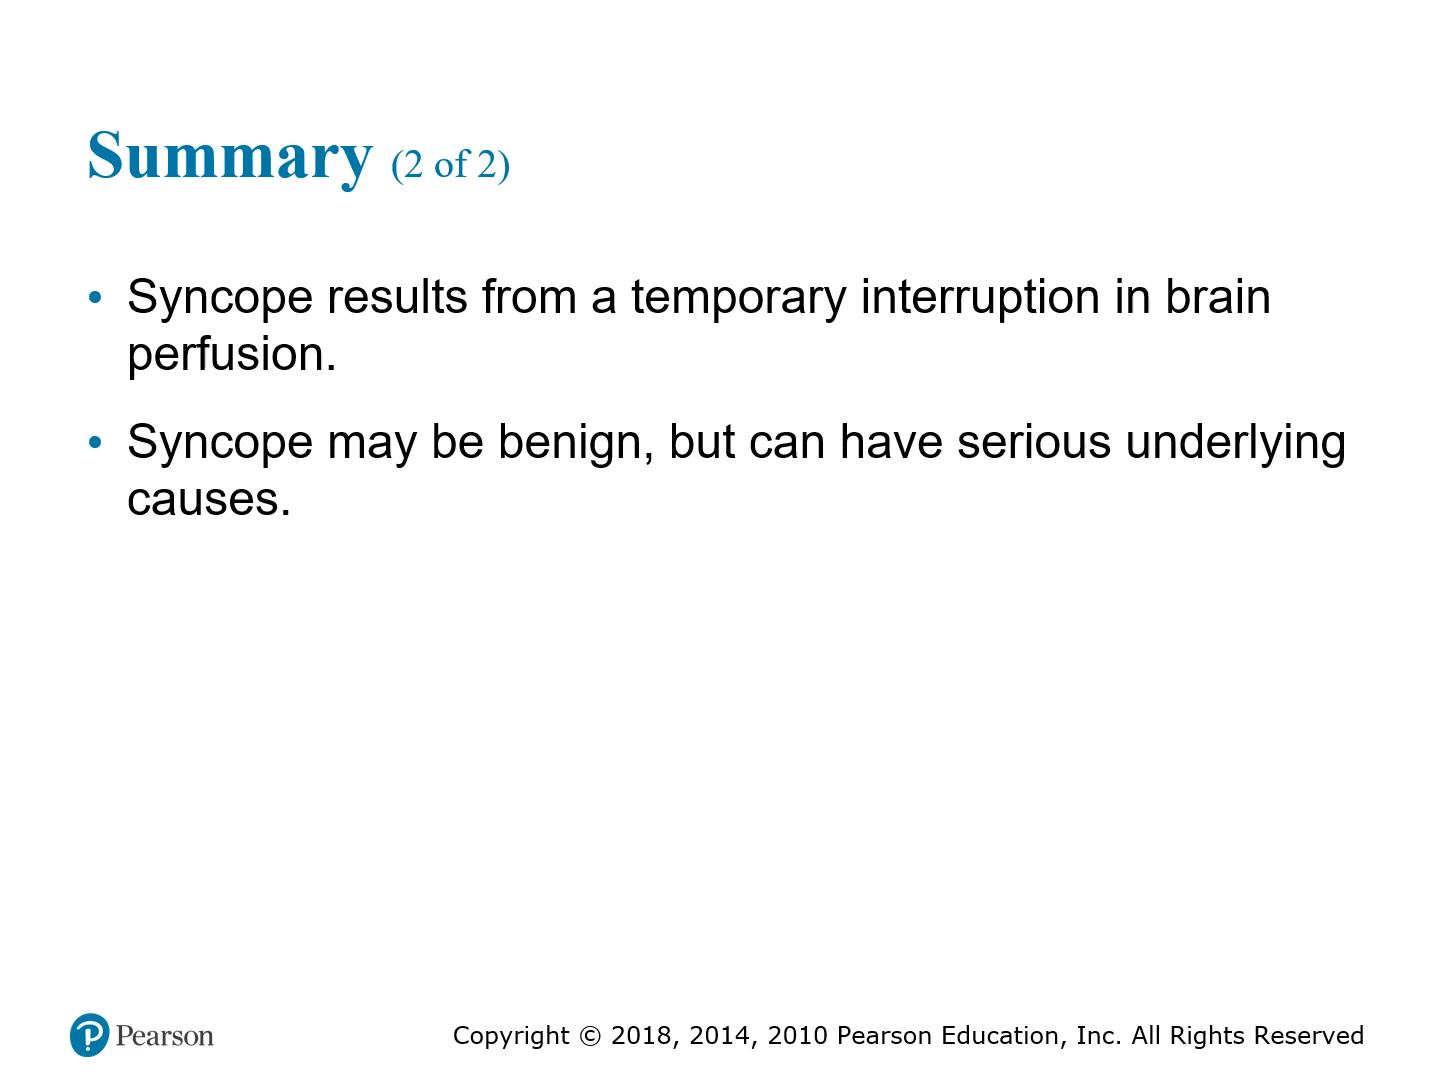 Summary (2 of 2)
• Syncope results from a temporary interruption in brain
perfusion.
• Syncope may be benign, but can have serious underlying
causes.
Pearson
Copyright © 2018, 2014, 2010 Pearson Education, Inc. All Rights Reserved